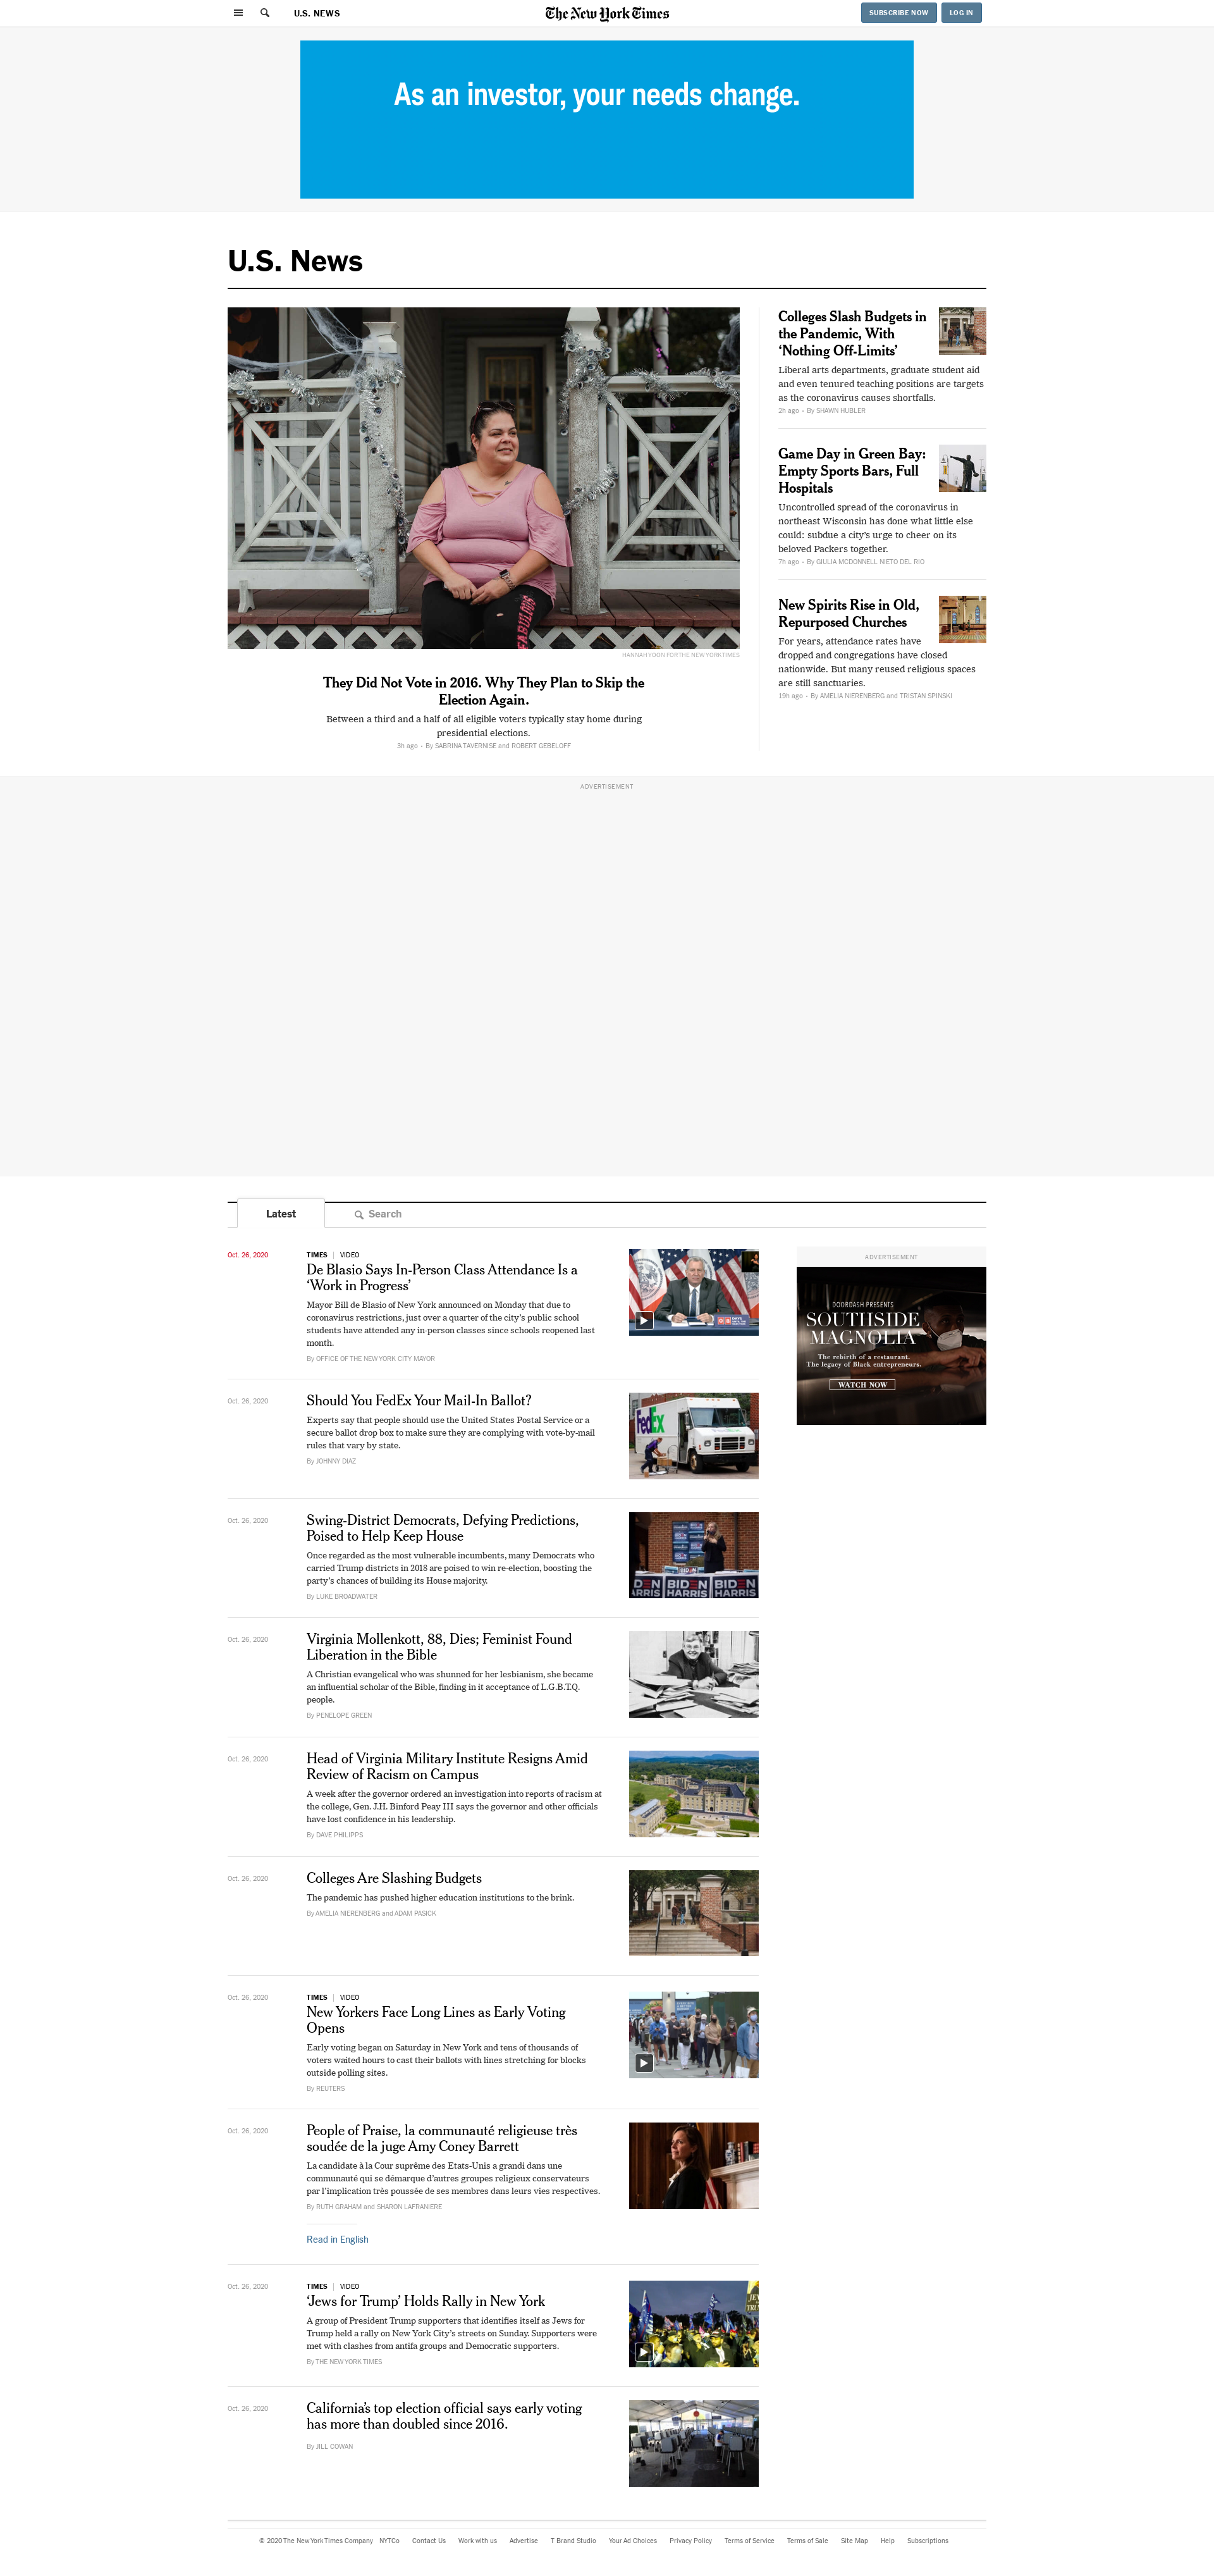 U.S. NEWS
The New York Times
SUBSCRIBE NOW
LOG IN
As an investor, your needs change.
U.S. News
FABULOUS
HANNAH YOON FOR THE NEW YORK TIMES
They Did Not Vote in 2016. Why They Plan to Skip the
Election Again.
Between a third and a half of all eligible voters typically stay home during
presidential elections.
3h ago • By SABRINA TAVERNISE and ROBERT GEBELOFF
Colleges Slash Budgets in
the Pandemic, With
‘Nothing Off-Limits’
Liberal arts departments, graduate student aid
and even tenured teaching positions are targets
as the coronavirus causes shortfalls.
2h ago • By SHAWN HUBLER
Game Day in Green Bay:
Empty Sports Bars, Full
Hospitals
Uncontrolled spread of the coronavirus in
northeast Wisconsin has done what little else
could: subdue a city’s urge to cheer on its
beloved Packers together.
7h ago • By GIULIA MCDONNELL NIETO DEL RIO
New Spirits Rise in Old,
Repurposed Churches
For years, attendance rates have
dropped and congregations have closed
nationwide. But many reused religious spaces
are still sanctuaries.
19h ago • By AMELIA NIERENBERG and TRISTAN SPINSKI
ADVERTISEMENT
Latest
Search
Oct. 26, 2020
TIMES | VIDEO
De Blasio Says In-Person Class Attendance Is a
‘Work in Progress’
Mayor Bill de Blasio of New York announced on Monday that due to
coronavirus restrictions, just over a quarter of the city’s public school
students have attended any in-person classes since schools reopened last
month.
By OFFICE OF THE NEW YORK CITY MAYOR
ADVERTISEMENT
DOORDASH PRESENTS
SOUTHSIDE
MAGNOLIA
The rebirth of a restaurant.
The legacy of Black entrepreneurs.
WATCH NOW
Oct. 26, 2020
Should You FedEx Your Mail-In Ballot?
Experts say that people should use the United States Postal Service or a
secure ballot drop box to make sure they are complying with vote-by-mail
rules that vary by state.
By JOHNNY DIAZ
FedEx
Oct. 26, 2020
Swing-District Democrats, Defying Predictions,
Poised to Help Keep House
Once regarded as the most vulnerable incumbents, many Democrats who
carried Trump districts in 2018 are poised to win re-election, boosting the
party’s chances of building its House majority.
By LUKE BROADWATER
DEN BIDEN BIDEN
ARRIS HARRIS HARRIS
Oct. 26, 2020
Virginia Mollenkott, 88, Dies; Feminist Found
Liberation in the Bible
A Christian evangelical who was shunned for her lesbianism, she became
an influential scholar of the Bible, finding in it acceptance of L.G.B.T.Q.
people.
By PENELOPE GREEN
Oct. 26, 2020
Head of Virginia Military Institute Resigns Amid
Review of Racism on Campus
A week after the governor ordered an investigation into reports of racism at
the college, Gen. J.H. Binford Peay III says the governor and other officials
have lost confidence in his leadership.
By DAVE PHILIPPS
Oct. 26, 2020
Colleges Are Slashing Budgets
The pandemic has pushed higher education institutions to the brink.
By AMELIA NIERENBERG and ADAM PASICK
Oct. 26, 2020
TIMES | VIDEO
New Yorkers Face Long Lines as Early Voting
Opens
Early voting began on Saturday in New York and tens of thousands of
voters waited hours to cast their ballots with lines stretching for blocks
outside polling sites.
By REUTERS
Oct. 26, 2020
People of Praise, la communauté religieuse très
soudée de la juge Amy Coney Barrett
La candidate à la Cour suprême des Etats-Unis a grandi dans une
communauté qui se démarque d’autres groupes religieux conservateurs
par l’implication très poussée de ses membres dans leurs vies respectives.
By RUTH GRAHAM and SHARON LAFRANIERE
Read in English
Oct. 26, 2020
TIMES | VIDEO
‘Jews for Trump’ Holds Rally in New York
A group of President Trump supporters that identifies itself as Jews for
Trump held a rally on New York City’s streets on Sunday. Supporters were
met with clashes from antifa groups and Democratic supporters.
By THE NEW YORK TIMES
Oct. 26, 2020
California’s top election official says early voting
has more than doubled since 2016.
By JILL COWAN
© 2020 The New York Times Company NYTCo Contact Us Work with us Advertise T Brand Studio Your Ad Choices Privacy Policy Terms of Service Terms of Sale Site Map Help Subscriptions